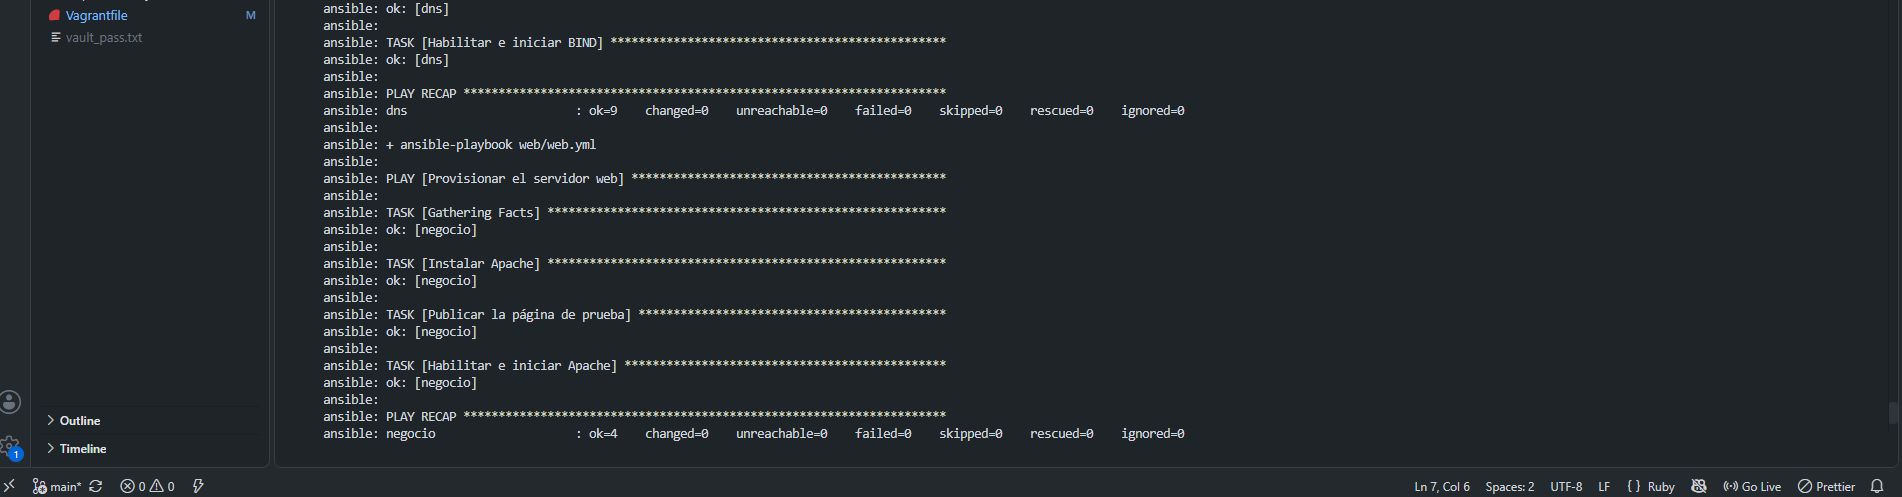 Vagrantfile M
vault_pass.txt
ansible: ok: [dns]
ansible:
ansible: TASK [Habilitar e iniciar BIND] ************************************************
ansible: ok: [dns]
ansible:
ansible: PLAY RECAP *********************************************************************
ansible: dns                        : ok=9    changed=0    unreachable=0    failed=0    skipped=0    rescued=0    ignored=0
ansible:
ansible: + ansible-playbook web/web.yml
ansible:
ansible: PLAY [Provisionar el servidor web] *********************************************
ansible:
ansible: TASK [Gathering Facts] *********************************************************
ansible: ok: [negocio]
ansible:
ansible: TASK [Instalar Apache] *********************************************************
ansible: ok: [negocio]
ansible:
ansible: TASK [Publicar la página de prueba] ********************************************
ansible: ok: [negocio]
ansible:
ansible: TASK [Habilitar e iniciar Apache] **********************************************
ansible: ok: [negocio]
ansible:
ansible: PLAY RECAP *********************************************************************
ansible: negocio                    : ok=4    changed=0    unreachable=0    failed=0    skipped=0    rescued=0    ignored=0
Outline
Timeline
1
main* 0 0 Ln 7, Col 6 Spaces: 2 UTF-8 LF {} Ruby Go Live Prettier